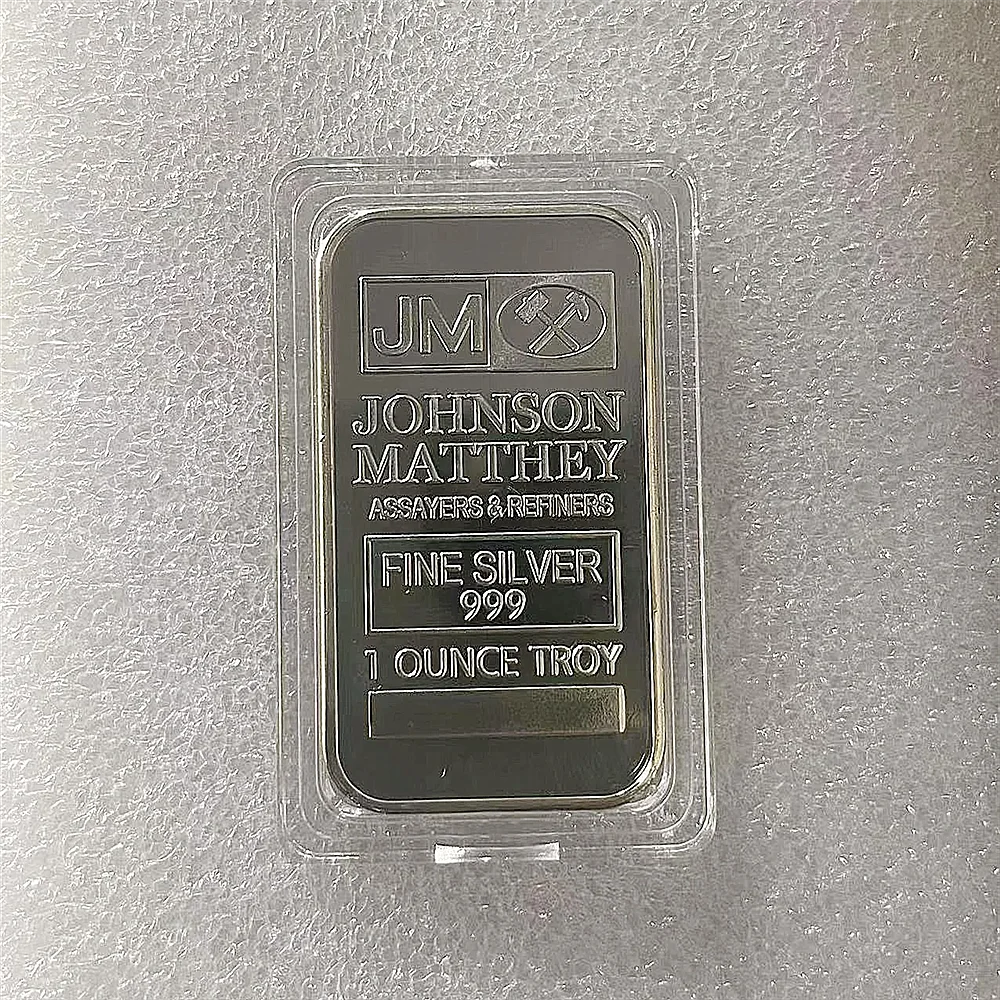 JM
JOHNSON
MATTHEY
ASSAYERS & REFINERS
FINE SILVER
999
1 OUNCE TROY